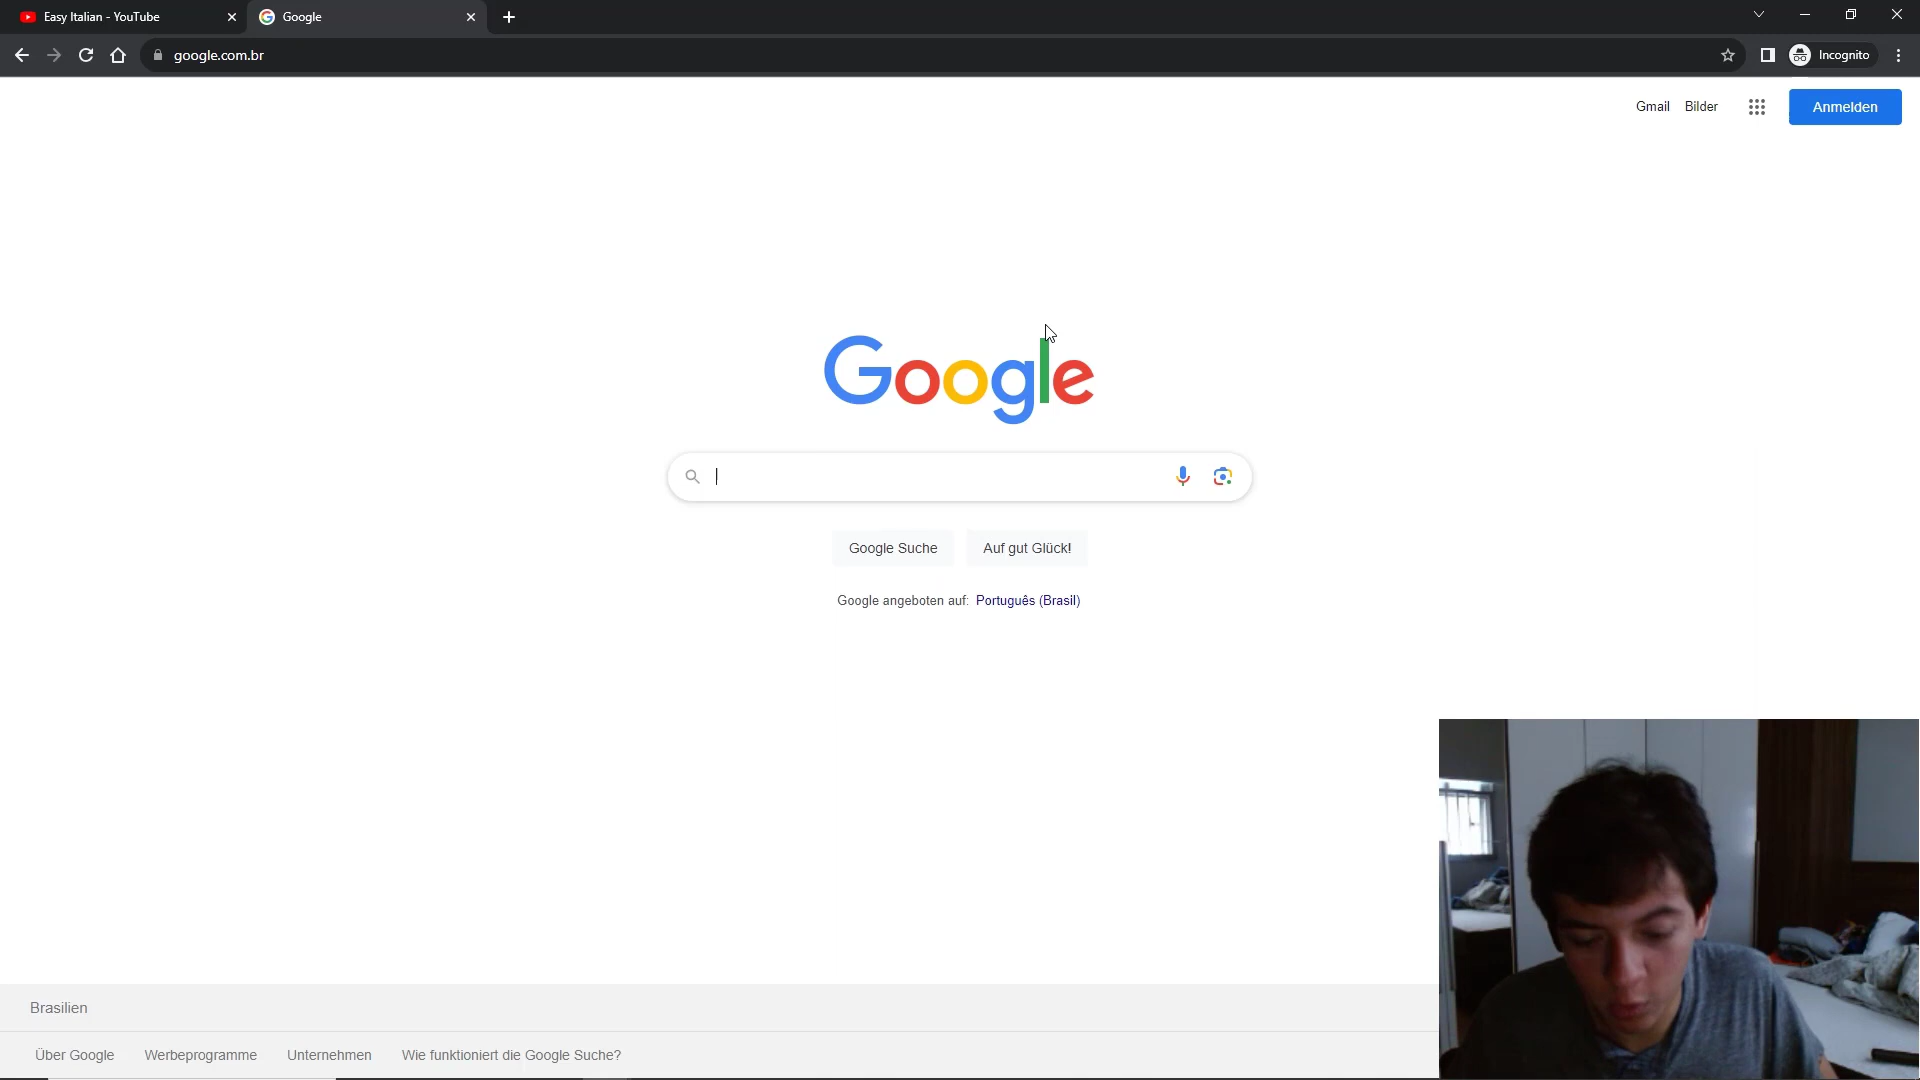 Easy Italian - YouTube
Google
google.com.br
Incognito
Gmail Bilder
Anmelden
Google
Google Suche
Auf gut Glück!
Google angeboten auf: Português (Brasil)
Brasilien
Über Google Werbeprogramme Unternehmen Wie funktioniert die Google Suche?